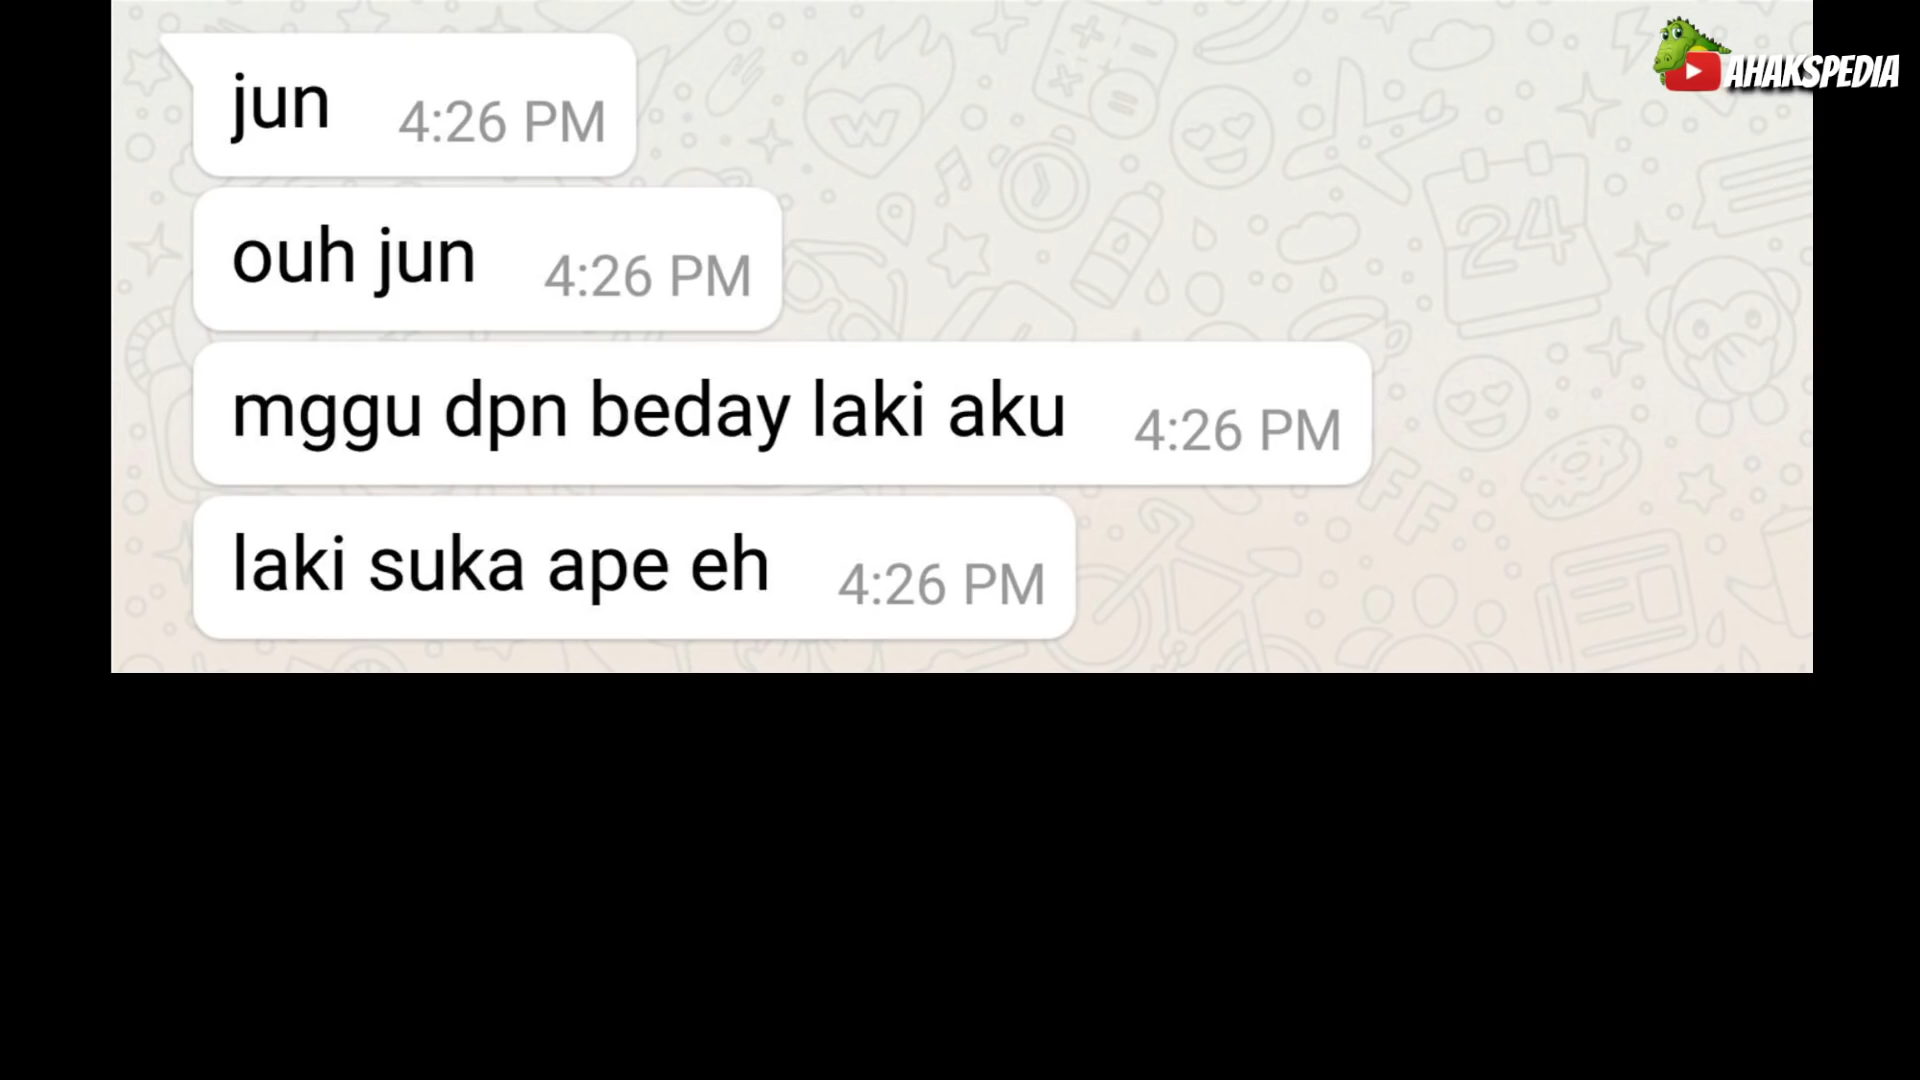 AHAKSPEDIA
jun 4:26 PM
ouh jun 4:26 PM
mggu dpn beday laki aku 4:26 PM
laki suka ape eh 4:26 PM